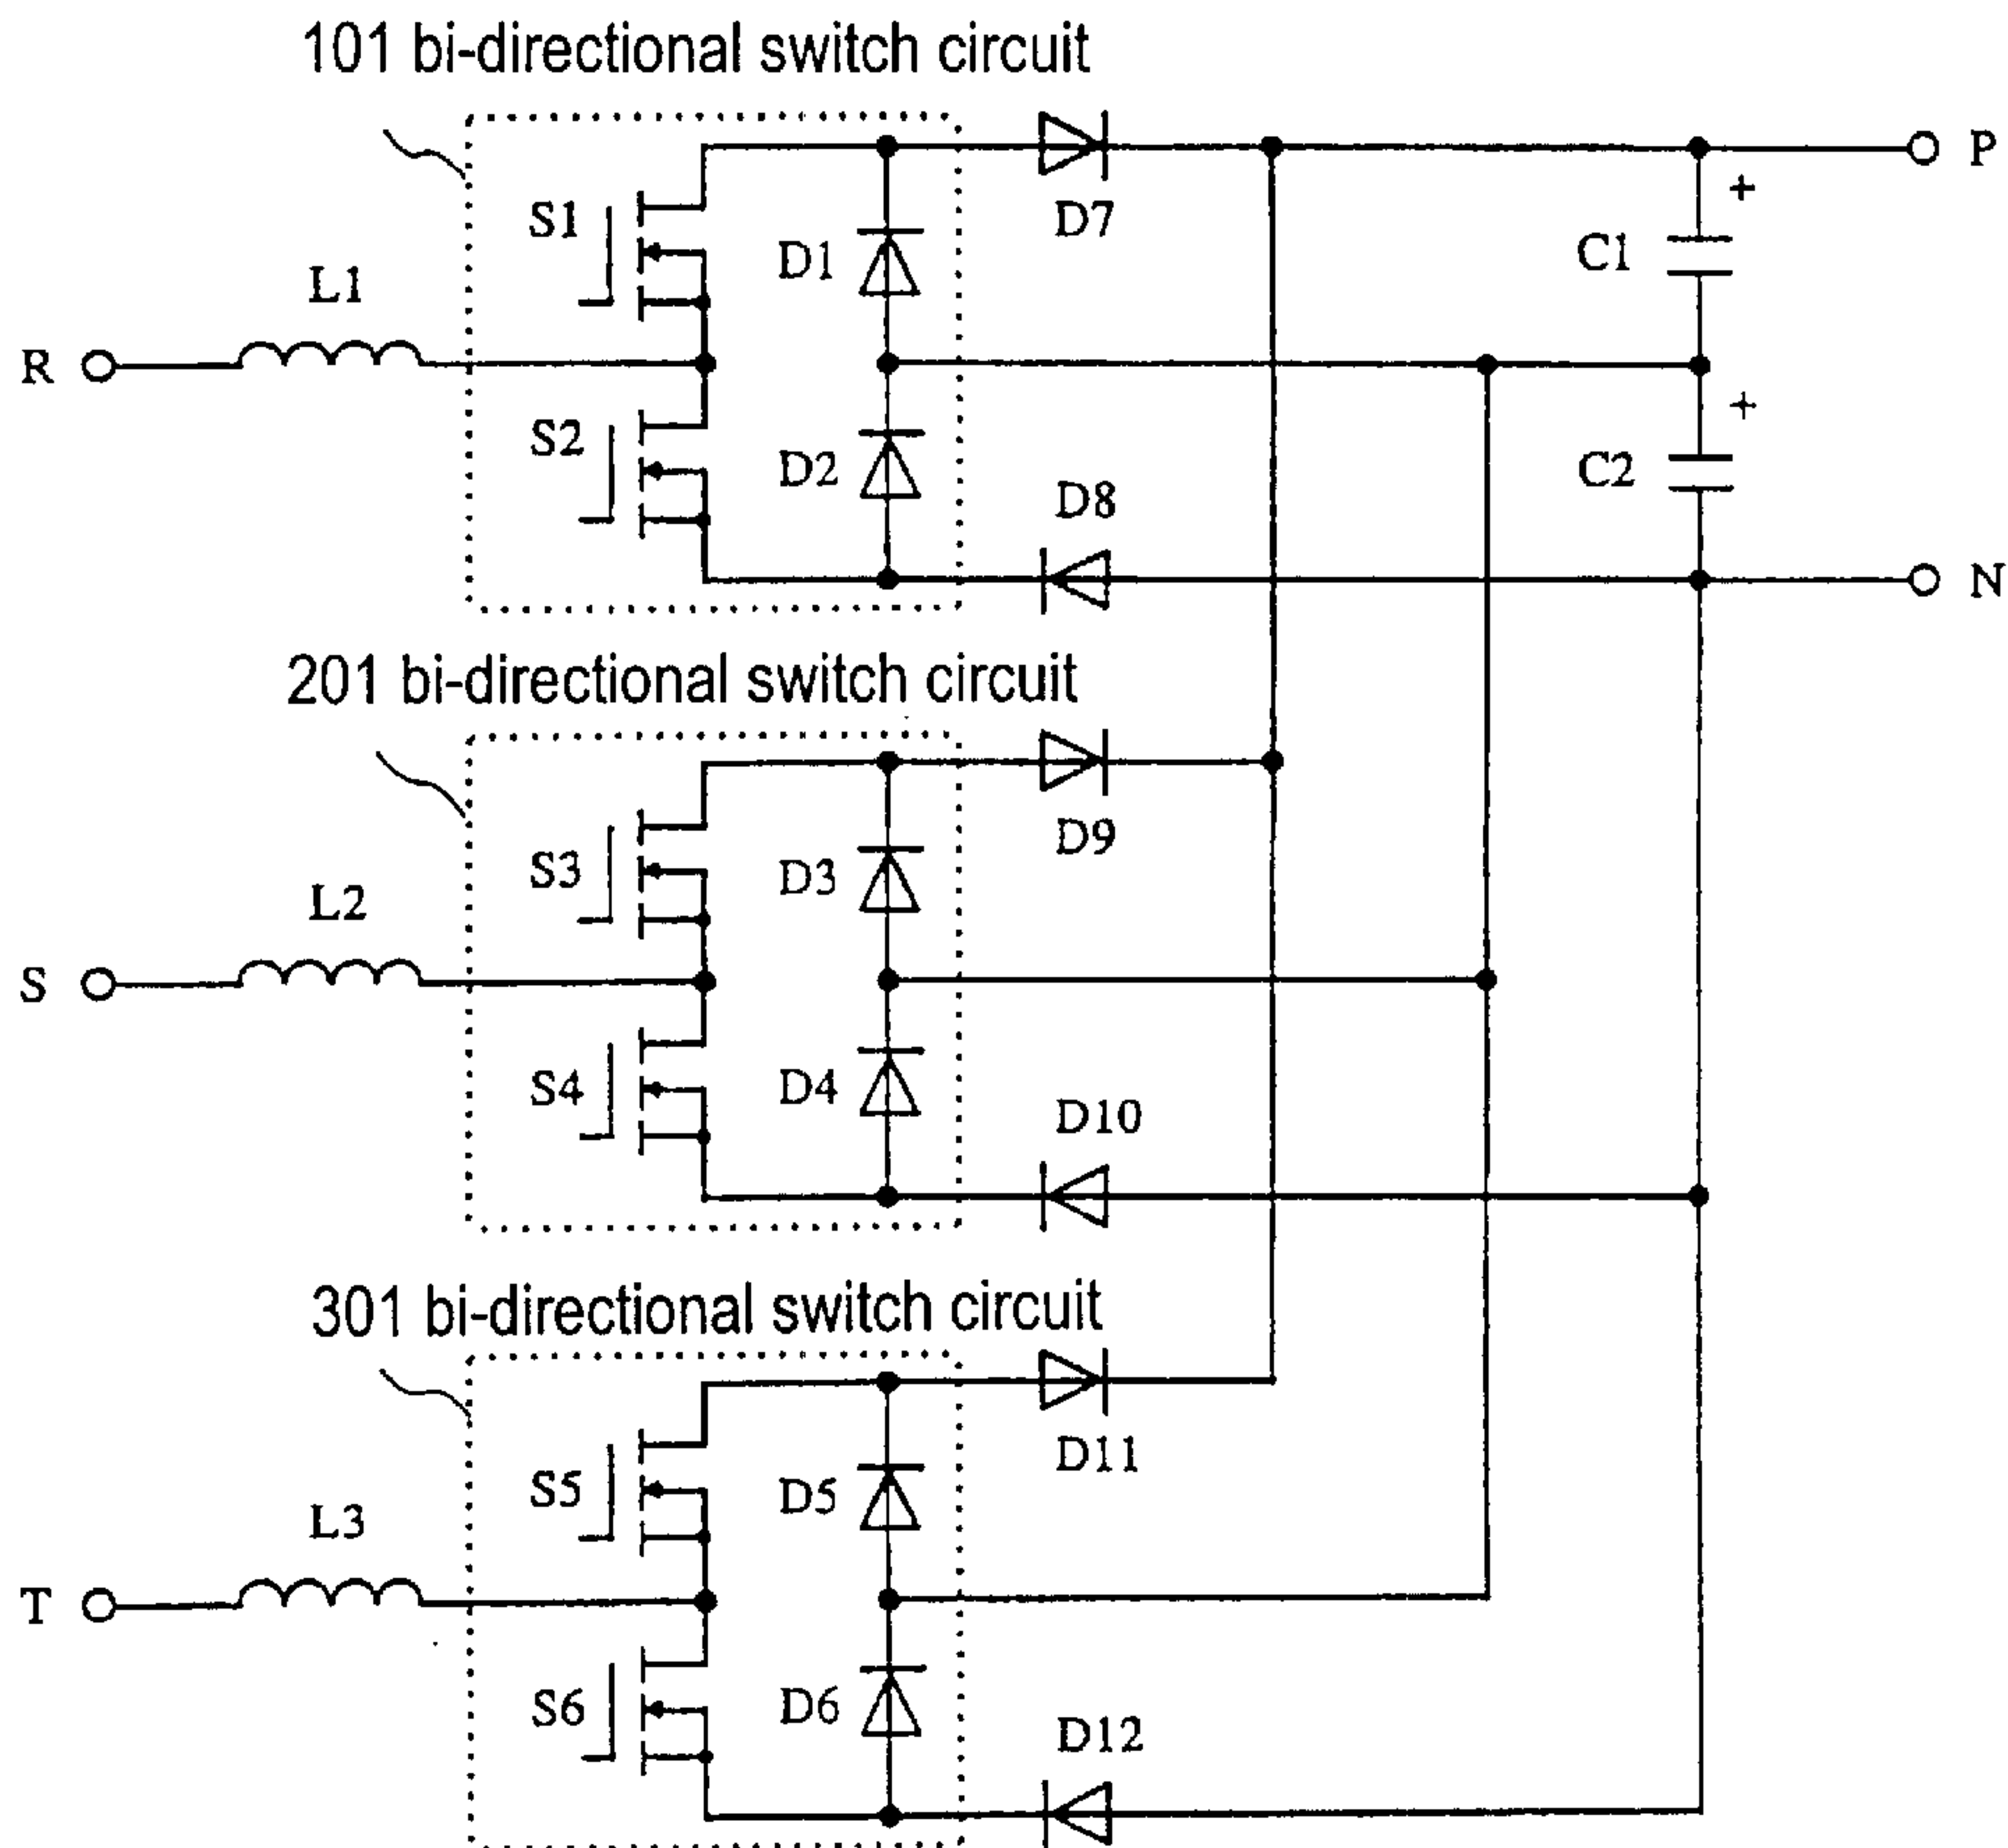 101 bi-directional switch circuit
P
+
S1
D7
D1
C1
L1
R
+
S2
D2
D8
C2
N
201 bi-directional switch circuit
D9
S3
D3
L2
S
S4
D4
D10
301 bi-directional switch circuit
D11
S5
D5
L3
T
S6
D6
D12